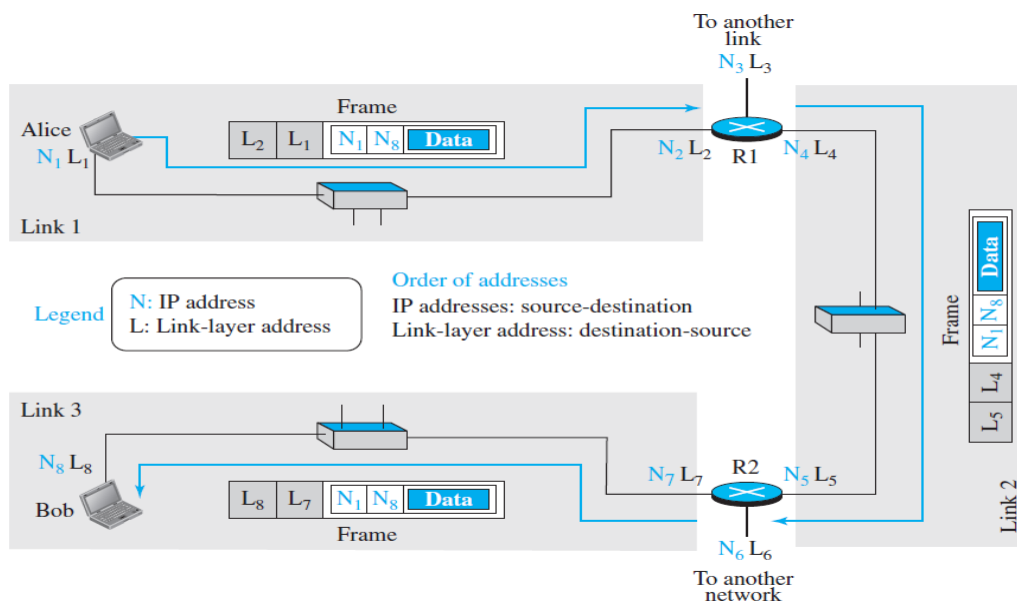 To another
link
N3 L3
Frame
Alice
N1 L1
L2 L1 N1 N8 Data
N2 L2
R1
N4 L4
Link 1
Legend
N: IP address
L: Link-layer address
Order of addresses
IP addresses: source-destination
Link-layer address: destination-source
Frame
L5 L4 N1 N8 Data
Link 2
Link 3
N8 L8
Bob
L8 L7 N1 N8 Data
Frame
N7 L7
R2
N5 L5
N6 L6
To another
network